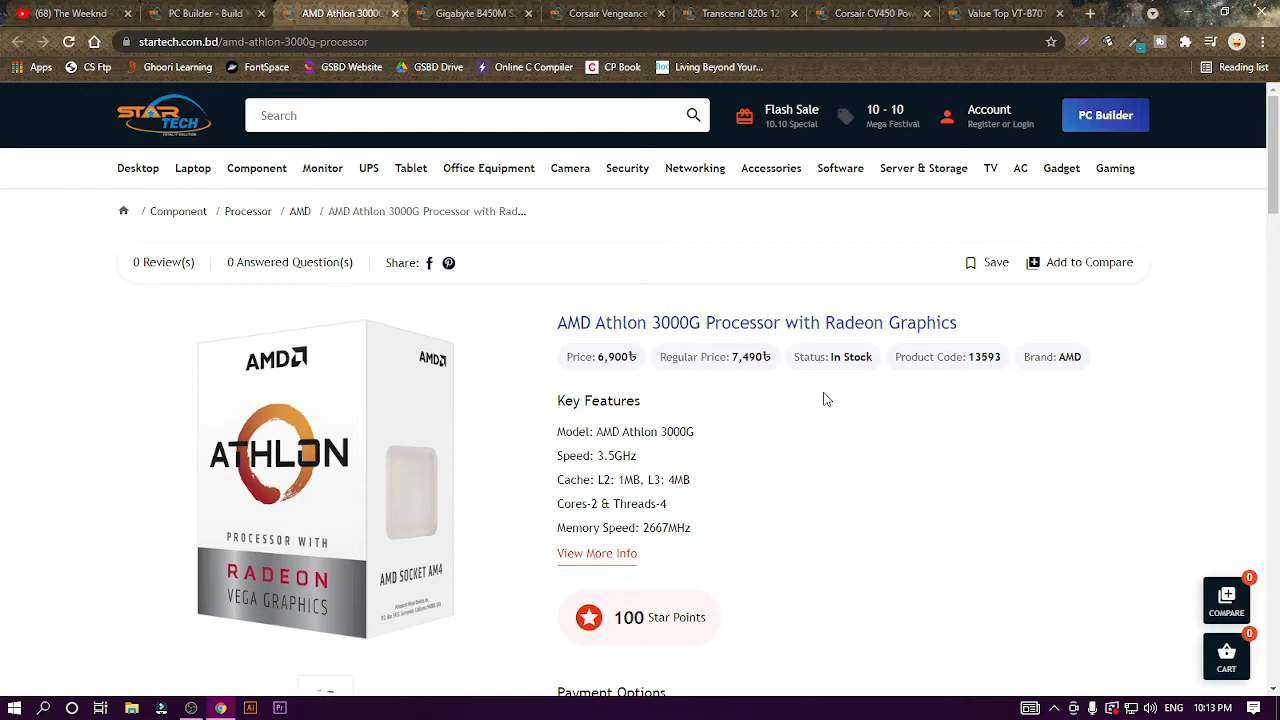 (68) The Weeknd
PC Builder - Build
AMD Athlon 3000G
Gigabyte B450M S
Corsair Vengeance
Transcend 820s 12
Corsair CV450 Pow
Value Top VT-B701
startech.com.bd/amd-athlon-3000g-processor
Apps
CS Ftp
Ghoori Learning
FontSpace
GSBD Website
GSBD Drive
Online C Compiler
CP Book
Living Beyond Your...
Reading list
STAR TECH
Search
Flash Sale
10.10 Special
10 - 10
Mega Festival
Account
Register or Login
PC Builder
Desktop
Laptop
Component
Monitor
UPS
Tablet
Office Equipment
Camera
Security
Networking
Accessories
Software
Server & Storage
TV
AC
Gadget
Gaming
/ Component / Processor / AMD / AMD Athlon 3000G Processor with Rad...
0 Review(s)
0 Answered Question(s)
Share:
Save
Add to Compare
AMD Athlon 3000G Processor with Radeon Graphics
Price: 6,900৳
Regular Price: 7,490৳
Status: In Stock
Product Code: 13593
Brand: AMD
Key Features
Model: AMD Athlon 3000G
Speed: 3.5GHz
Cache: L2: 1MB, L3: 4MB
Cores-2 & Threads-4
Memory Speed: 2667MHz
View More Info
100 Star Points
Payment Options
AMD
AMD
ATHLON
PROCESSOR WITH
RADEON
VEGA GRAPHICS
AMD SOCKET AM4
0
COMPARE
0
CART
Ai
Pr
ENG
10:13 PM